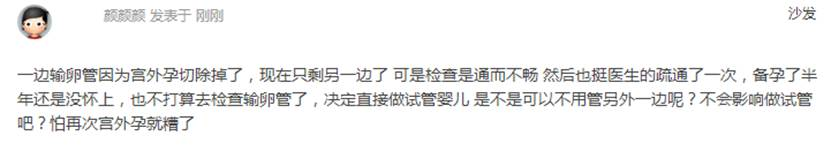 颜颜颜 发表于 刚刚
沙发
一边输卵管因为宫外孕切除掉了，现在只剩另一边了 可是检查是通而不畅 然后也挺医生的疏通了一次，备孕了半
年还是没怀上，也不打算去检查输卵管了，决定直接做试管婴儿 是不是可以不用管另外一边呢？不会影响做试管
吧？怕再次宫外孕就糟了